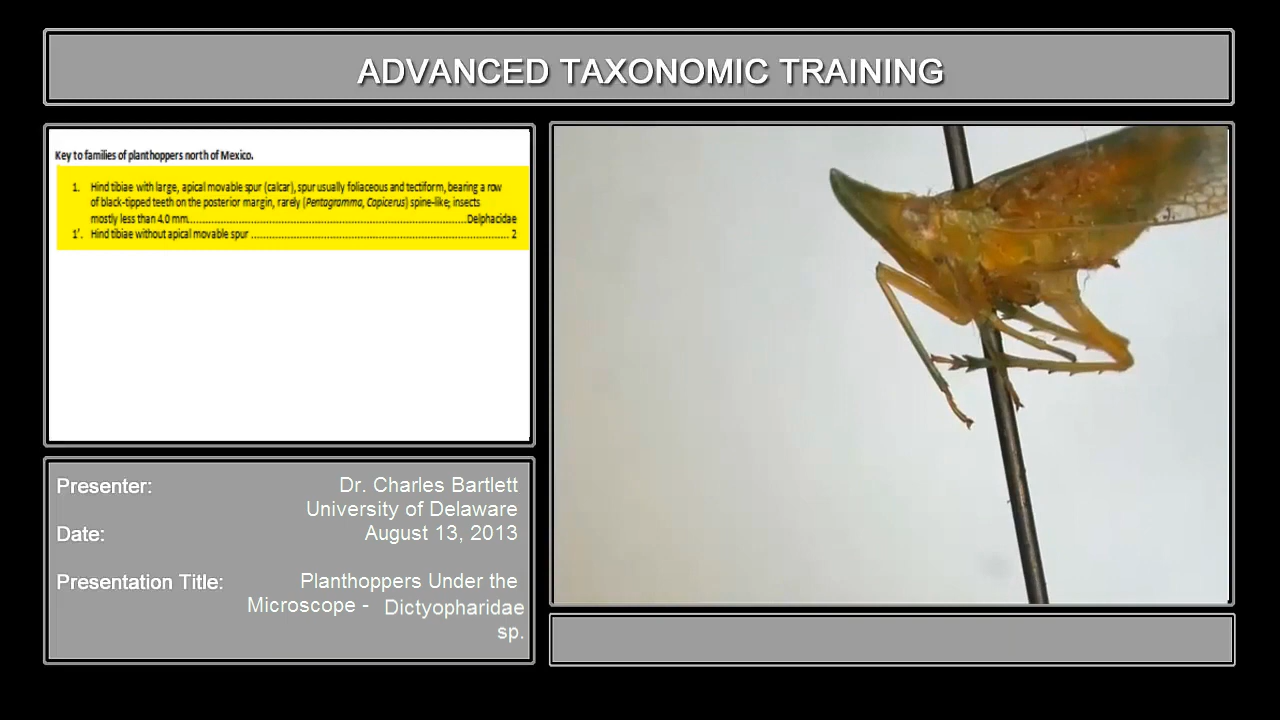 ADVANCED TAXONOMIC TRAINING
Key to families of planthoppers north of Mexico.
1. Hind tibiae with large, apical movable spur (calcar), spur usually foliaceous and tectiform, bearing a row
of black-tipped teeth on the posterior margin, rarely (Pentagramma, Copicerus) spine-like; insects
mostly less than 4.0 mm..........Delphacidae
1'. Hind tibiae without apical movable spur .......... 2
Presenter: Dr. Charles Bartlett
University of Delaware
Date: August 13, 2013
Presentation Title: Planthoppers Under the
Microscope - Dictyopharidae
sp.